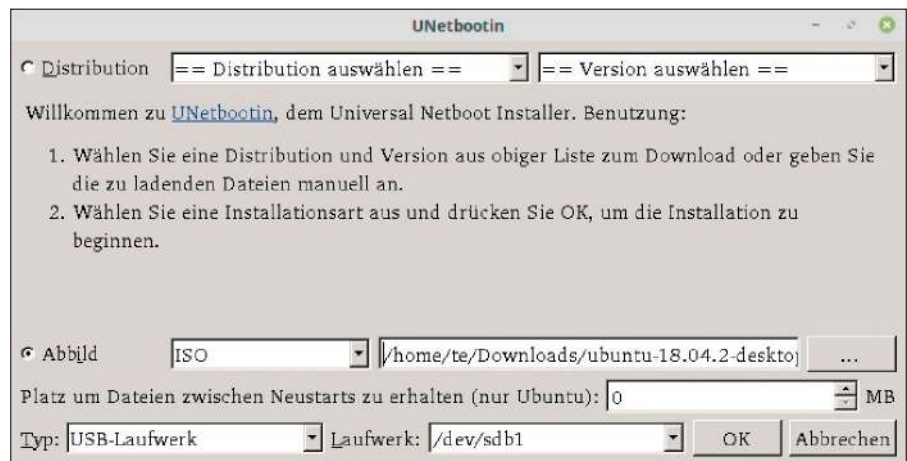 UNetbootin
Distribution == Distribution auswählen == == Version auswählen ==
Willkommen zu UNetbootin, dem Universal Netboot Installer. Benutzung:
1. Wählen Sie eine Distribution und Version aus obiger Liste zum Download oder geben Sie
die zu ladenden Dateien manuell an.
2. Wählen Sie eine Installationsart aus und drücken Sie OK, um die Installation zu
beginnen.
Abbild ISO /home/te/Downloads/ubuntu-18.04.2-desktop ...
Platz um Dateien zwischen Neustarts zu erhalten (nur Ubuntu): 0 MB
Typ: USB-Laufwerk Laufwerk: /dev/sdb1 OK Abbrechen